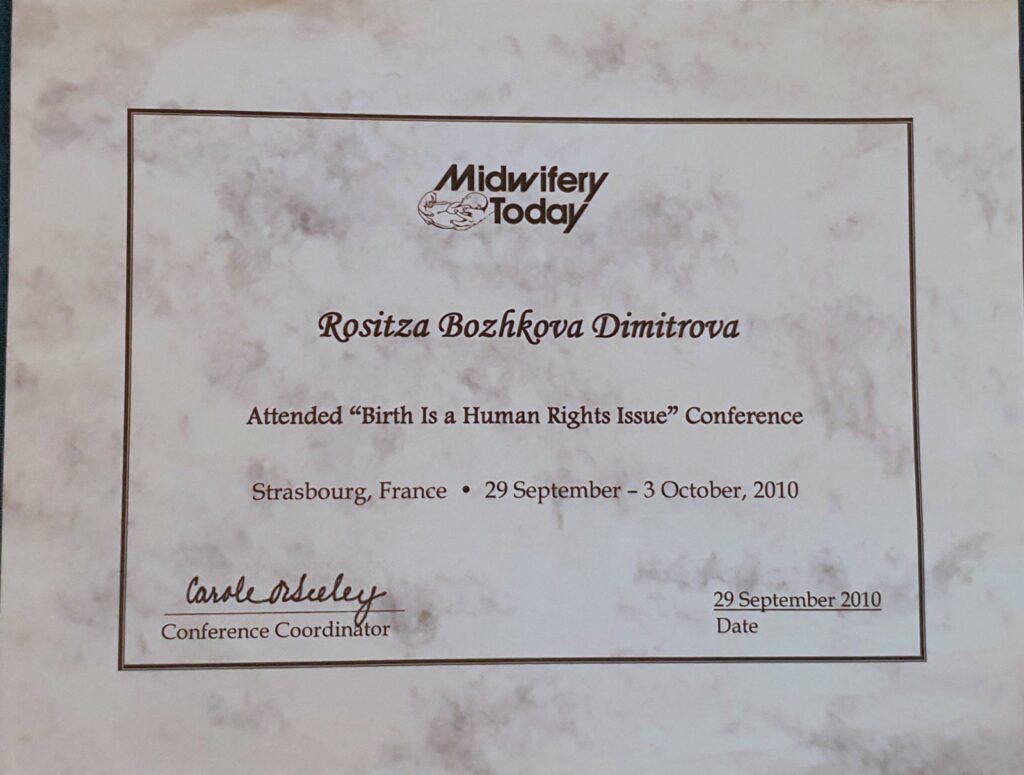 Midwifery
Today
Rositza Bozhkova Dimitrova
Attended “Birth Is a Human Rights Issue” Conference
Strasbourg, France • 29 September – 3 October, 2010
Carole
Conference Coordinator
29 September 2010
Date